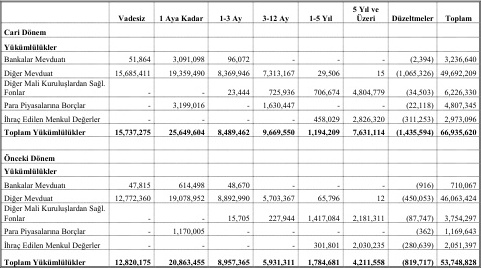 Vadesiz 1 Aya Kadar 1-3 Ay 3-12 Ay 1-5 Yıl 5 Yıl ve Üzeri Düzeltmeler Toplam
Cari Dönem
Yükümlülükler
Bankalar Mevduatı 51,864 3,091,098 96,072 - - - (2,394) 3,236,640
Diğer Mevduat 15,685,411 19,359,490 8,369,946 7,313,167 29,506 15 (1,065,326) 49,692,209
Diğer Mali Kuruluşlardan Sağl.
Fonlar - - 23,444 725,936 706,674 4,804,779 (34,503) 6,226,330
Para Piyasalarına Borçlar - 3,199,016 - 1,630,447 - - (22,118) 4,807,345
İhraç Edilen Menkul Değerler - - - - 458,029 2,826,320 (311,253) 2,973,096
Toplam Yükümlülükler 15,737,275 25,649,604 8,489,462 9,669,550 1,194,209 7,631,114 (1,435,594) 66,935,620
Önceki Dönem
Yükümlülükler
Bankalar Mevduatı 47,815 614,498 48,670 - - - (916) 710,067
Diğer Mevduat 12,772,360 19,078,952 8,892,990 5,703,367 65,796 12 (450,053) 46,063,424
Diğer Mali Kuruluşlardan Sağl.
Fonlar - - 15,705 227,944 1,417,084 2,181,311 (87,747) 3,754,297
Para Piyasalarına Borçlar - 1,170,005 - - - - (362) 1,169,643
İhraç Edilen Menkul Değerler - - - - 301,801 2,030,235 (280,639) 2,051,397
Toplam Yükümlülükler 12,820,175 20,863,455 8,957,365 5,931,311 1,784,681 4,211,558 (819,717) 53,748,828